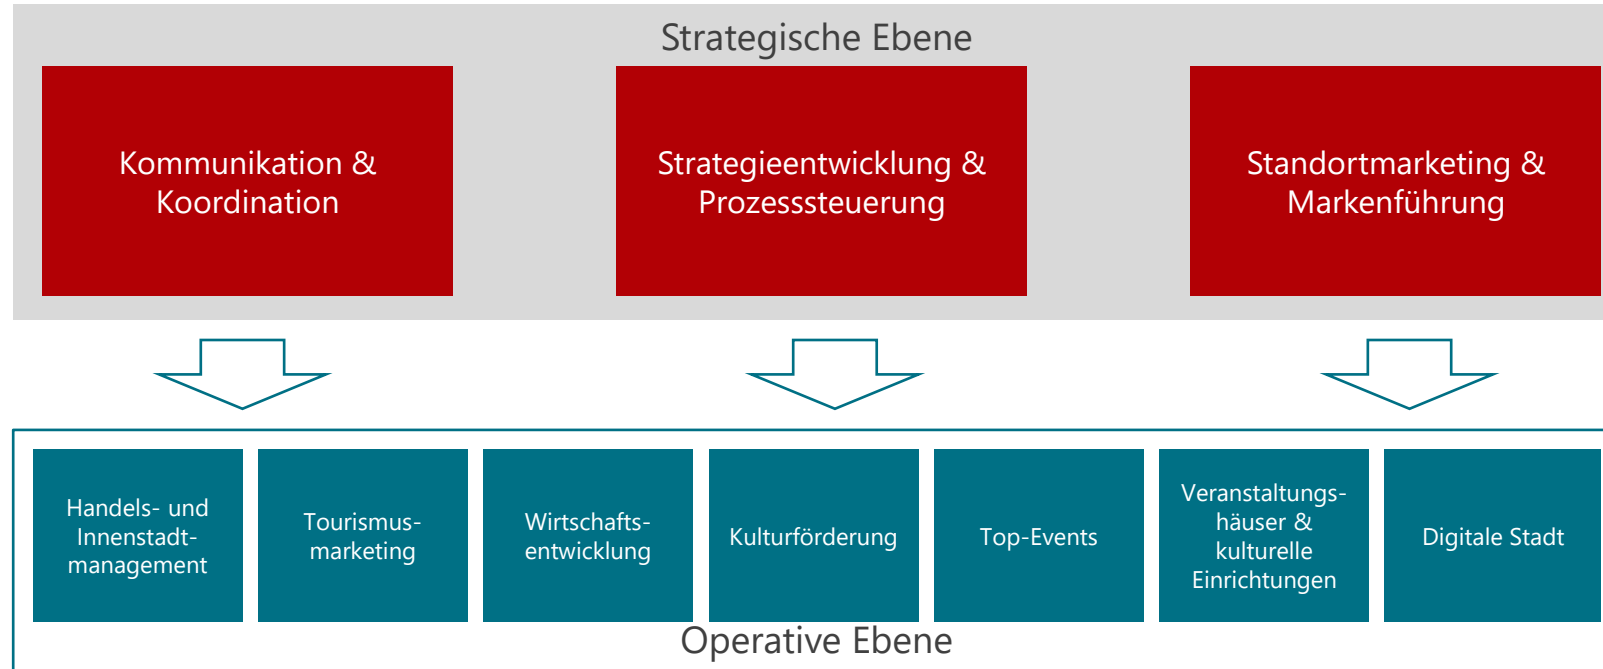 Strategische Ebene
Kommunikation &
Koordination
Strategieentwicklung &
Prozesssteuerung
Standortmarketing &
Markenführung
Handels- und
Innenstadt-
management
Tourismus-
marketing
Wirtschafts-
entwicklung
Kulturförderung
Top-Events
Veranstaltungs-
häuser &
kulturelle
Einrichtungen
Digitale Stadt
Operative Ebene